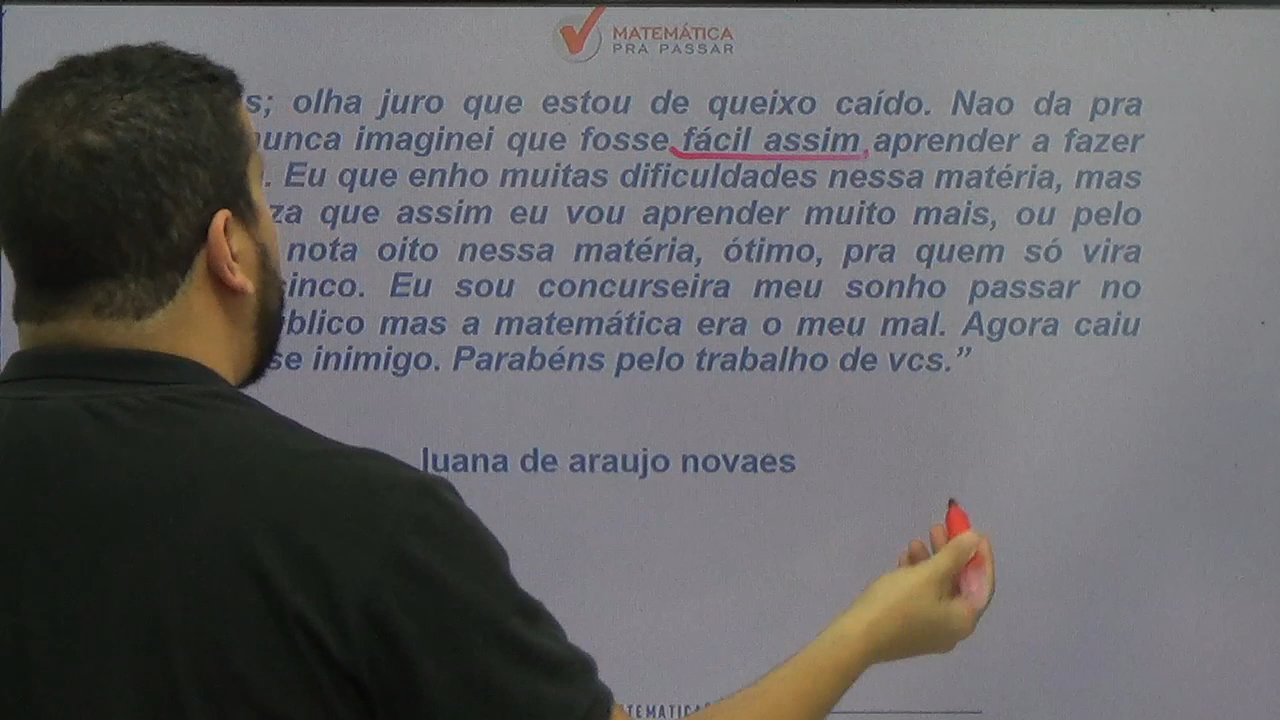 MATEMÁTICA
PRA PASSAR
s; olha juro que estou de queixo caído. Nao da pra
nunca imaginei que fosse fácil assim aprender a fazer
. Eu que enho muitas dificuldades nessa matéria, mas
za que assim eu vou aprender muito mais, ou pelo
nota oito nessa matéria, ótimo, pra quem só vira
cinco. Eu sou concurseira meu sonho passar no
blico mas a matemática era o meu mal. Agora caiu
se inimigo. Parabéns pelo trabalho de vcs.”
luana de araujo novaes